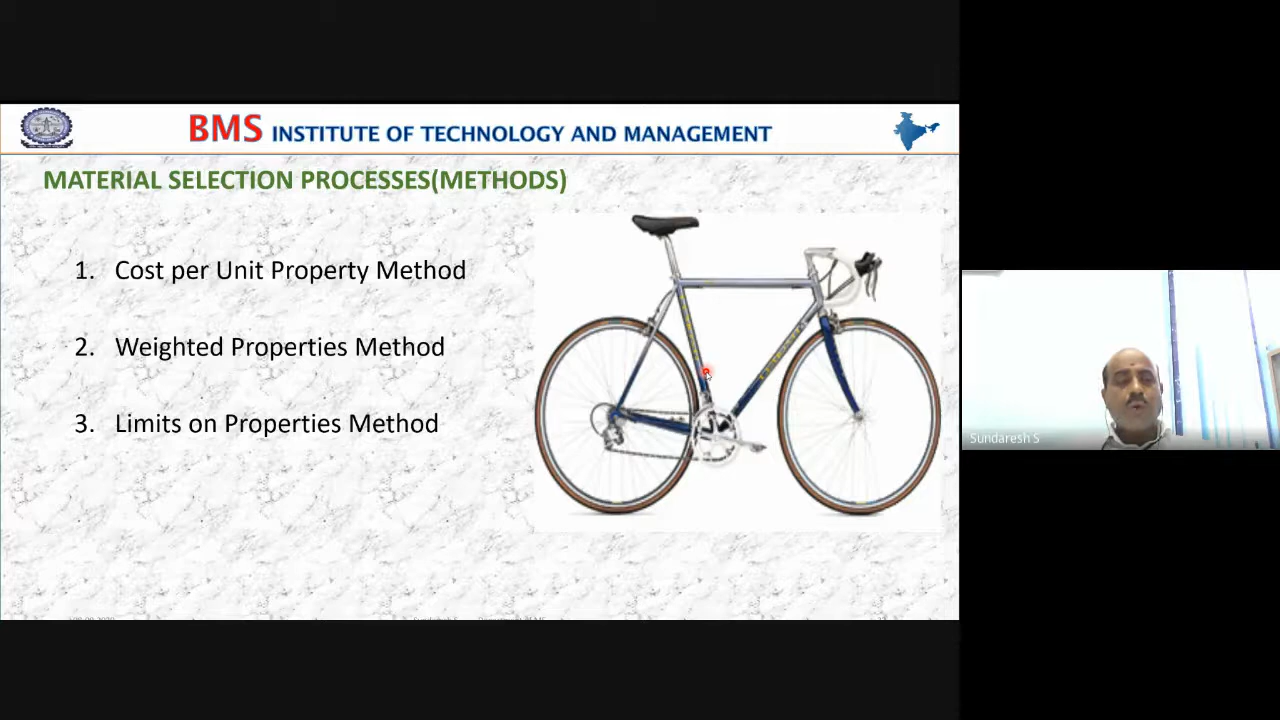 BMS INSTITUTE OF TECHNOLOGY AND MANAGEMENT
MATERIAL SELECTION PROCESSES(METHODS)
1. Cost per Unit Property Method
2. Weighted Properties Method
3. Limits on Properties Method
Sundaresh S